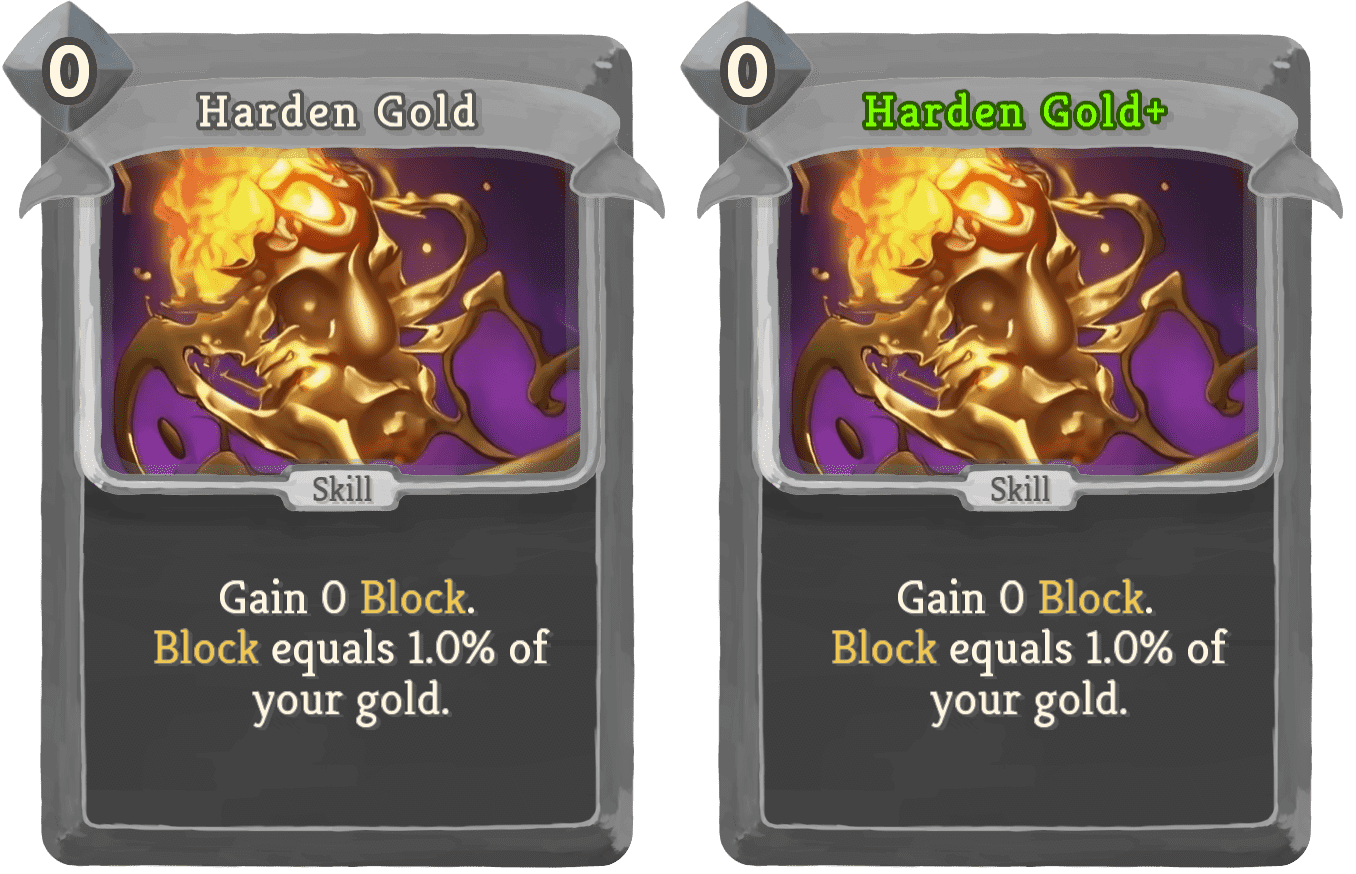 0
Harden Gold
Skill
Gain 0 Block.
Block equals 1.0% of
your gold.
0
Harden Gold+
Skill
Gain 0 Block.
Block equals 1.0% of
your gold.